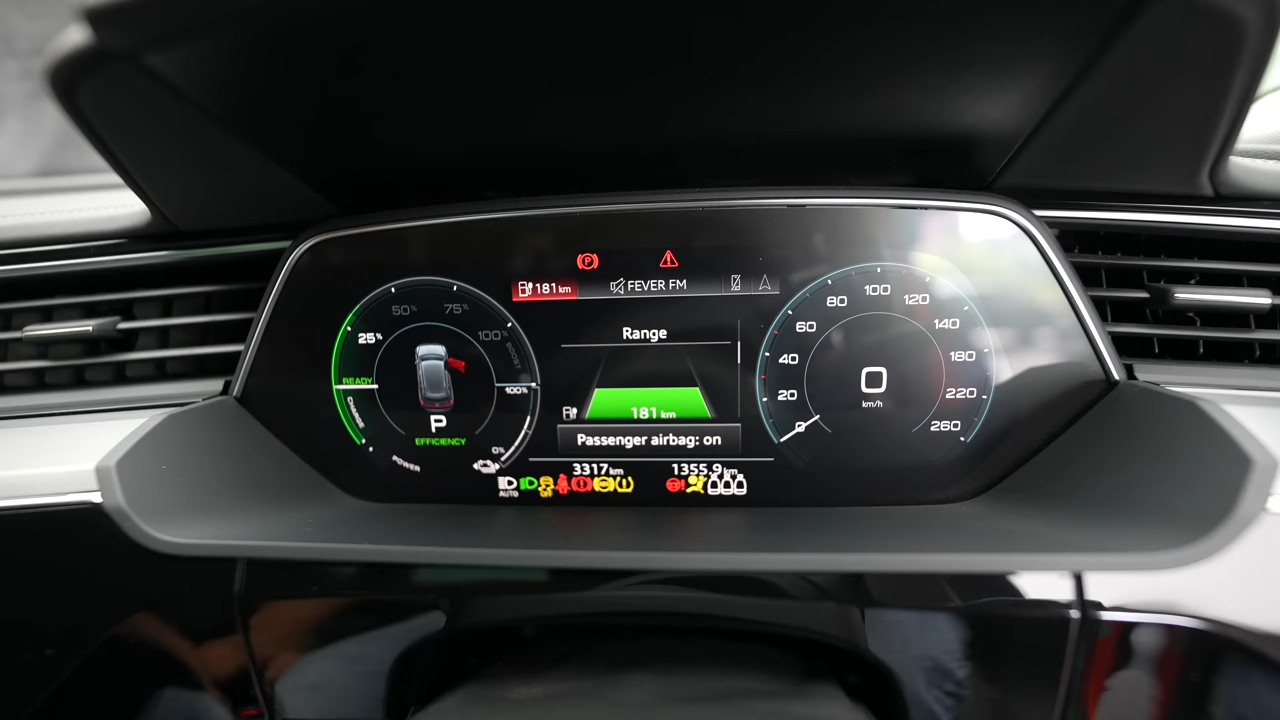 P
181 km
FEVER FM
Range
181 km
Passenger airbag: on
3317 km
1355.9 km
AUTO
OFF
50%
75%
25%
100%
BOOST
READY
100%
CHARGE
P
EFFICIENCY
0%
POWER
80
100
120
60
140
40
180
20
220
0
260
0
km/h